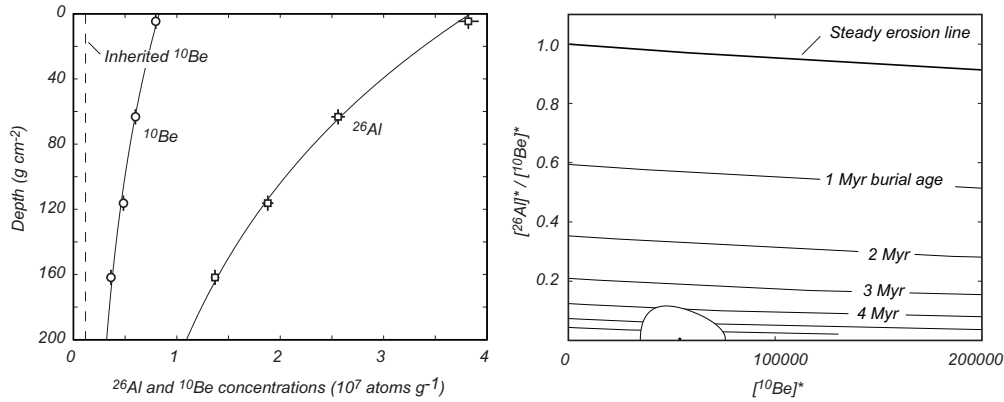 0
40
80
120
160
200
Depth (g cm-2)
Inherited 10Be
10Be
26Al
0
1
2
3
4
26Al and 10Be concentrations (10^7 atoms g-1)
1.0
0.8
0.6
0.4
0.2
[26Al]* / [10Be]*
Steady erosion line
1 Myr burial age
2 Myr
3 Myr
4 Myr
0
100000
200000
[10Be]*